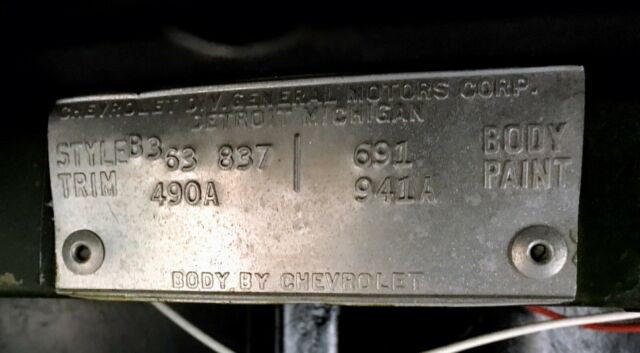 CHEVROLET DIV. GENERAL MOTORS CORP.
DETROIT MICHIGAN
STYLE B3 63 837 | 691 BODY
TRIM 490A 941A PAINT
BODY BY CHEVROLET